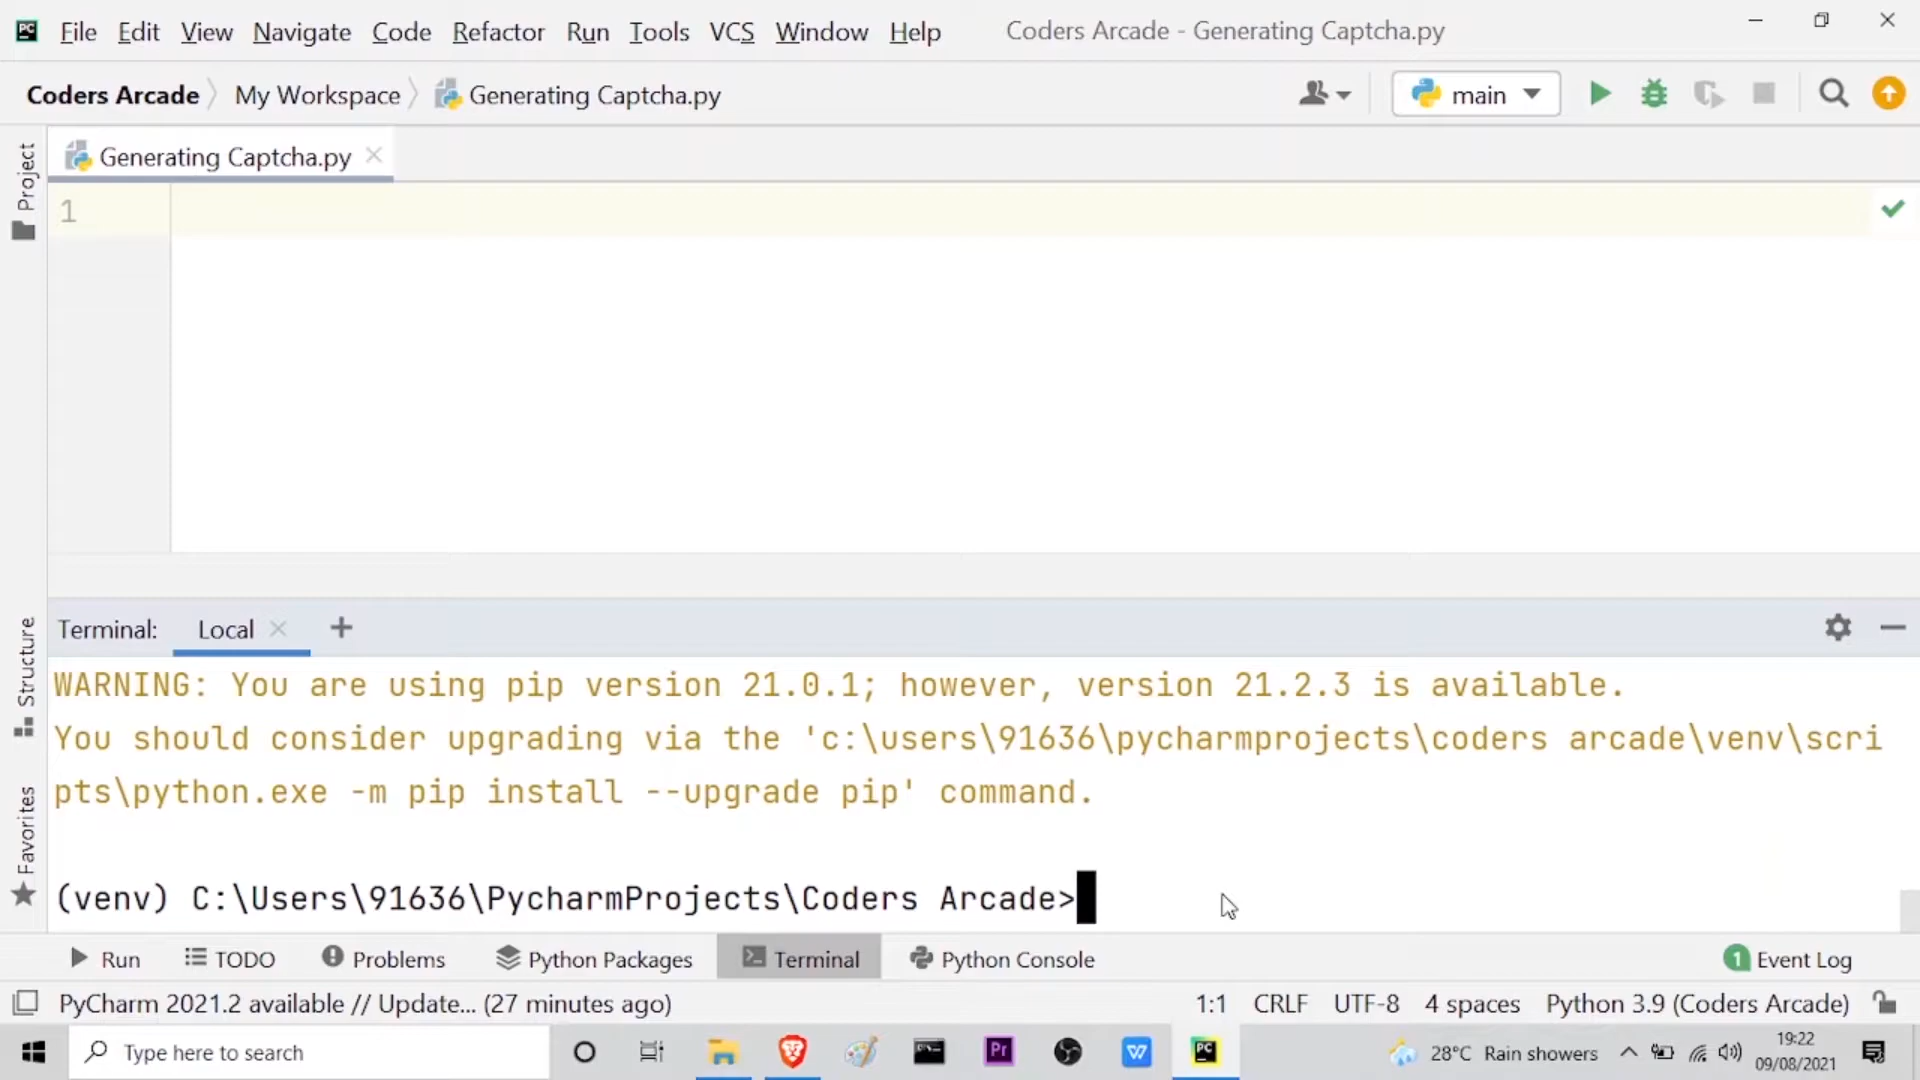 PC File Edit View Navigate Code Refactor Run Tools VCS Window Help Coders Arcade - Generating Captcha.py
Coders Arcade My Workspace Generating Captcha.py main
Project
Generating Captcha.py
1
Structure
Favorites
Terminal: Local
WARNING: You are using pip version 21.0.1; however, version 21.2.3 is available.
You should consider upgrading via the 'c:\users\91636\pycharmprojects\coders arcade\venv\scri
pts\python.exe -m pip install --upgrade pip' command.
(venv) C:\Users\91636\PycharmProjects\Coders Arcade>
Run TODO Problems Python Packages Terminal Python Console 1 Event Log
PyCharm 2021.2 available // Update... (27 minutes ago) 1:1 CRLF UTF-8 4 spaces Python 3.9 (Coders Arcade)
Type here to search Pr W PC 28°C Rain showers 19:22
09/08/2021